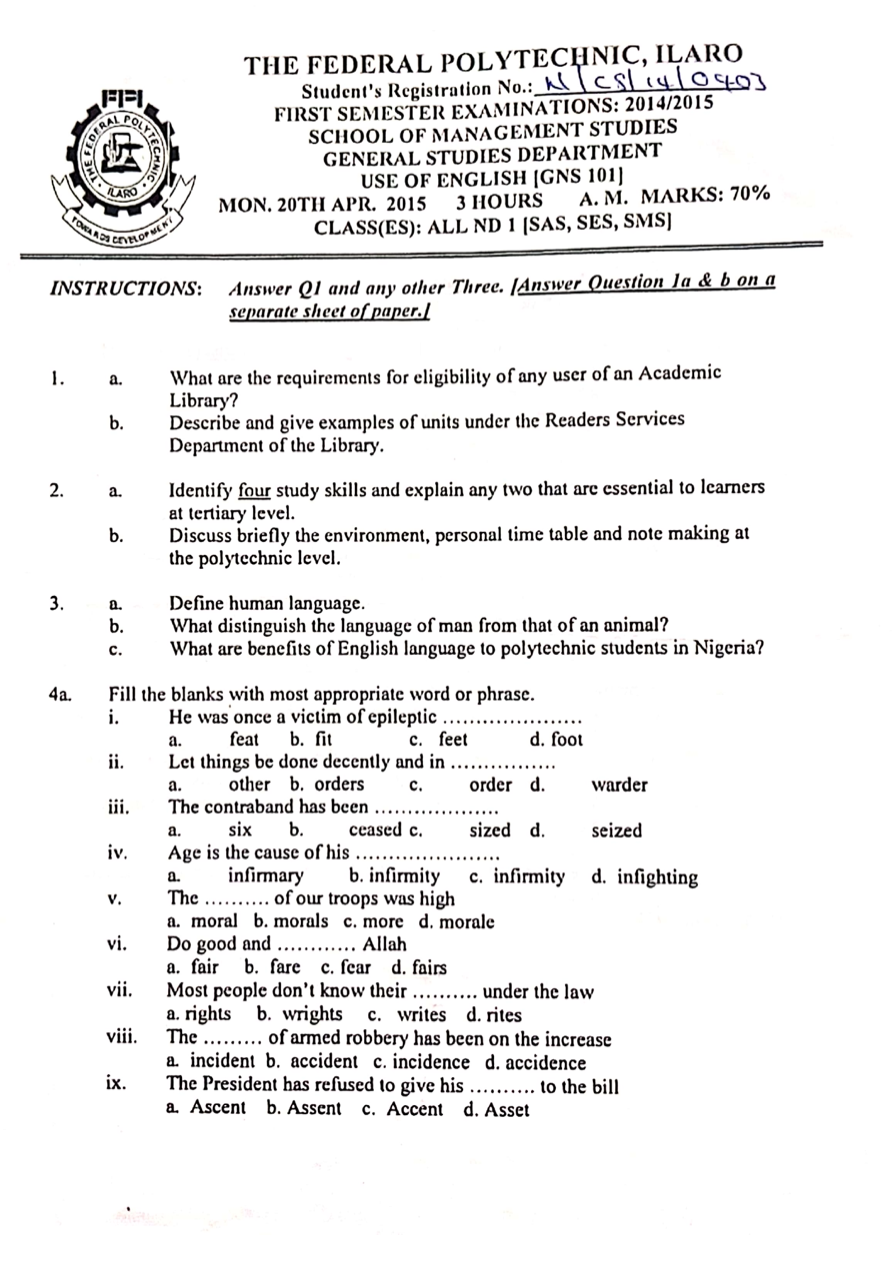 THE FEDERAL POLYTECHNIC, ILARO
Student's Registration No.: N/CS/14/0403
FIRST SEMESTER EXAMINATIONS: 2014/2015
SCHOOL OF MANAGEMENT STUDIES
GENERAL STUDIES DEPARTMENT
USE OF ENGLISH [GNS 101]
MON. 20TH APR. 2015 3 HOURS A. M. MARKS: 70%
CLASS(ES): ALL ND 1 [SAS, SES, SMS]
FPI
THE FEDERAL POLYTECHNIC
ILARO
TOWARDS DEVELOPMENT
INSTRUCTIONS: Answer Q1 and any other Three. [Answer Question 1a & b on a
separate sheet of paper.]
1. a. What are the requirements for eligibility of any user of an Academic
Library?
b. Describe and give examples of units under the Readers Services
Department of the Library.
2. a. Identify four study skills and explain any two that are essential to learners
at tertiary level.
b. Discuss briefly the environment, personal time table and note making at
the polytechnic level.
3. a. Define human language.
b. What distinguish the language of man from that of an animal?
c. What are benefits of English language to polytechnic students in Nigeria?
4a. Fill the blanks with most appropriate word or phrase.
i. He was once a victim of epileptic .....................
a. feat b. fit c. feet d. foot
ii. Let things be done decently and in ................
a. other b. orders c. order d. warder
iii. The contraband has been ...................
a. six b. ceased c. sized d. seized
iv. Age is the cause of his ......................
a. infirmary b. infirmity c. infirmity d. infighting
v. The .......... of our troops was high
a. moral b. morals c. more d. morale
vi. Do good and ............ Allah
a. fair b. fare c. fear d. fairs
vii. Most people don't know their .......... under the law
a. rights b. wrights c. writes d. rites
viii. The ......... of armed robbery has been on the increase
a. incident b. accident c. incidence d. accidence
ix. The President has refused to give his .......... to the bill
a. Ascent b. Assent c. Accent d. Asset